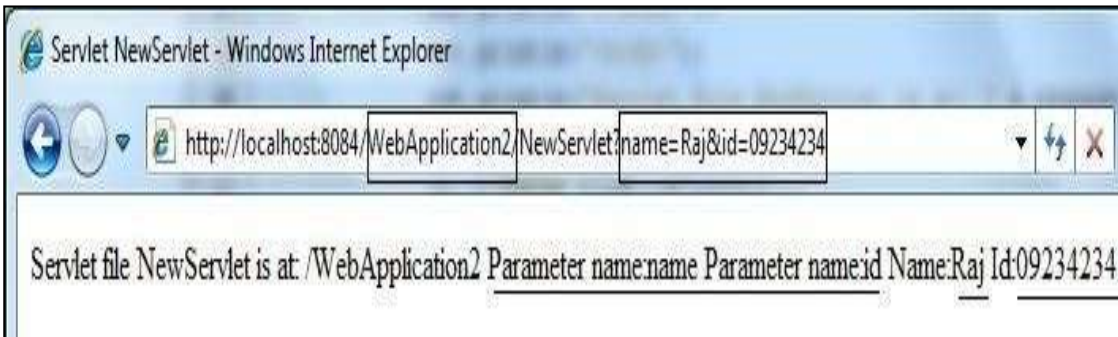 Servlet NewServlet - Windows Internet Explorer
http://localhost:8084/WebApplication2/NewServlet?name=Raj&id=09234234
Servlet file NewServlet is at: /WebApplication2 Parameter name:name Parameter name:id Name:Raj Id:09234234